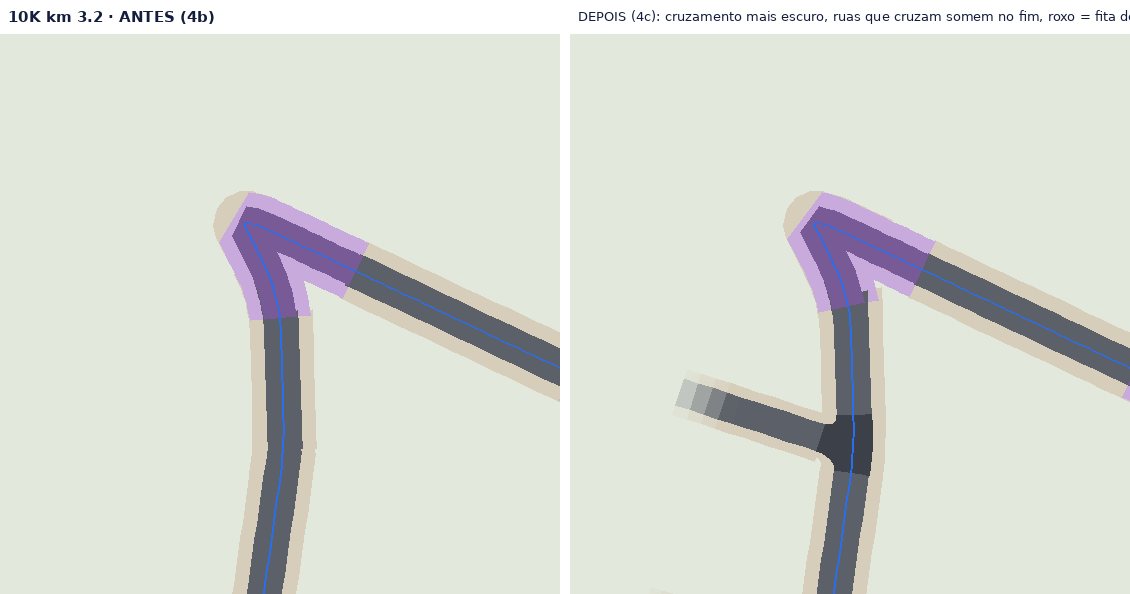 10K km 3.2 · ANTES (4b)
DEPOIS (4c): cruzamento mais escuro, ruas que cruzam somem no fim, roxo = fita